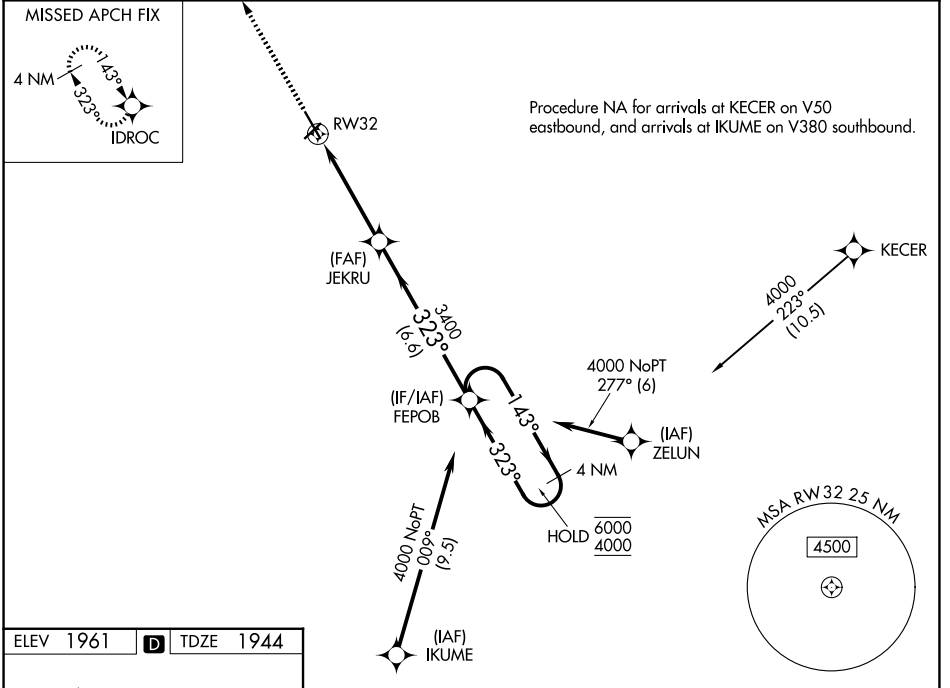 MISSED APCH FIX
4 NM
143°
323°
IDROC
RW32
Procedure NA for arrivals at KECER on V50
eastbound, and arrivals at IKUME on V380 southbound.
(FAF)
JEKRU
KECER
4000
223°
(10.5)
3400
323°
(6.6)
4000 NoPT
277° (6)
(IF/IAF)
FEPOB
143°
323°
(IAF)
ZELUN
4 NM
HOLD 6000
4000
4000 NoPT
009°
(9.5)
MSA RW32 25 NM
4500
(IAF)
IKUME
ELEV 1961 D TDZE 1944